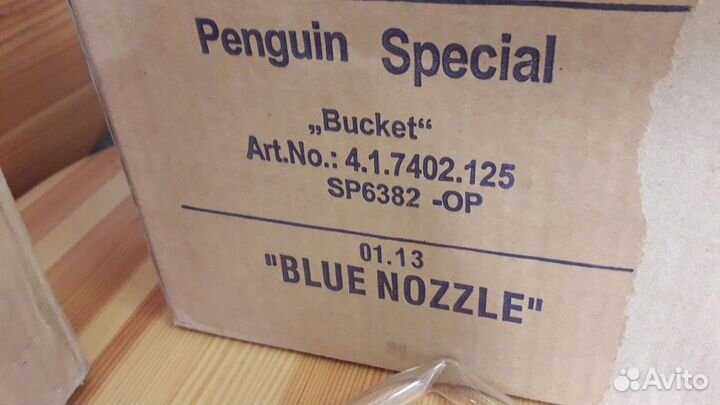 Penguin Special
„Bucket“
Art.No.: 4.1.7402.125
SP6382 -OP
01.13
"BLUE NOZZLE"
Avito